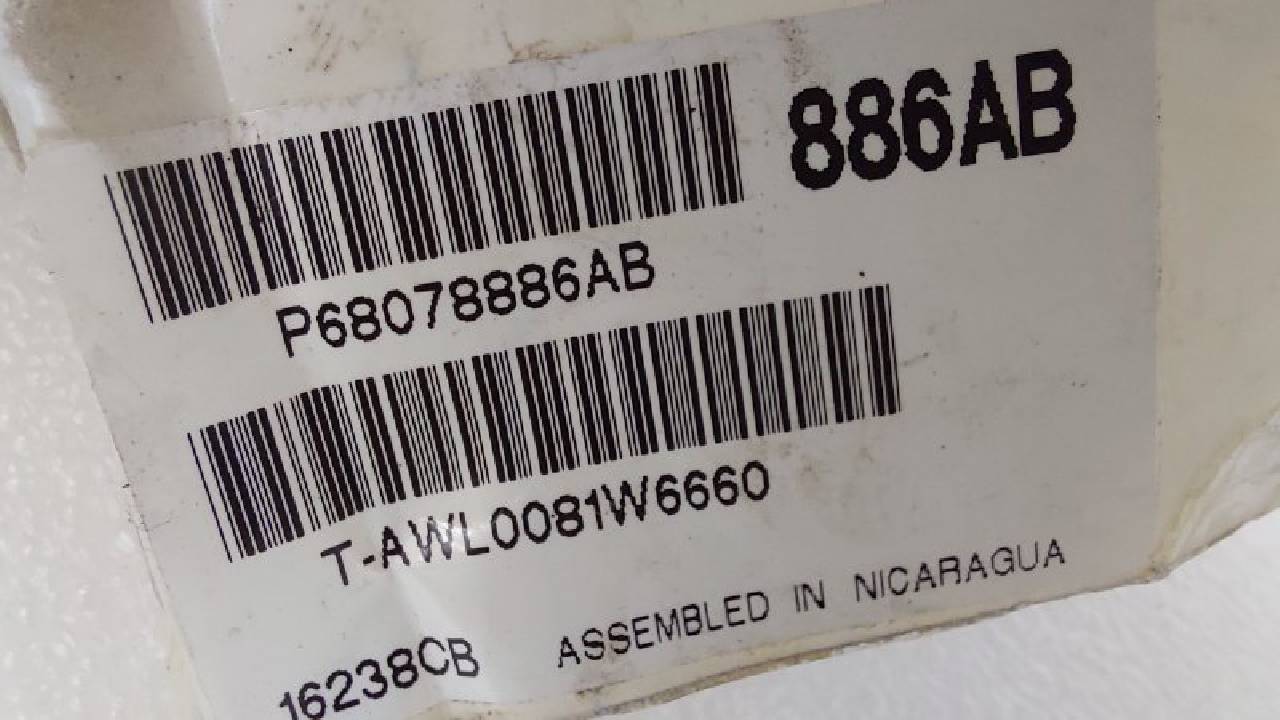 886AB
P68078886AB
T-AWL0081W6660
16238CB ASSEMBLED IN NICARAGUA